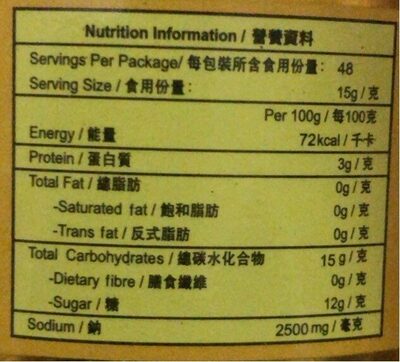 Nutrition Information / 營養資料
Servings Per Package/ 每包裝所含食用份量： 48
Serving Size / 食用份量： 15g / 克
Per 100g / 每100克
Energy / 能量 72kcal / 千卡
Protein / 蛋白質 3g / 克
Total Fat / 總脂肪 0g / 克
-Saturated fat / 飽和脂肪 0g / 克
-Trans fat / 反式脂肪 0g / 克
Total Carbohydrates / 總碳水化合物 15 g / 克
-Dietary fibre / 膳食纖維 0g / 克
-Sugar / 糖 12g / 克
Sodium / 鈉 2500 mg / 毫克